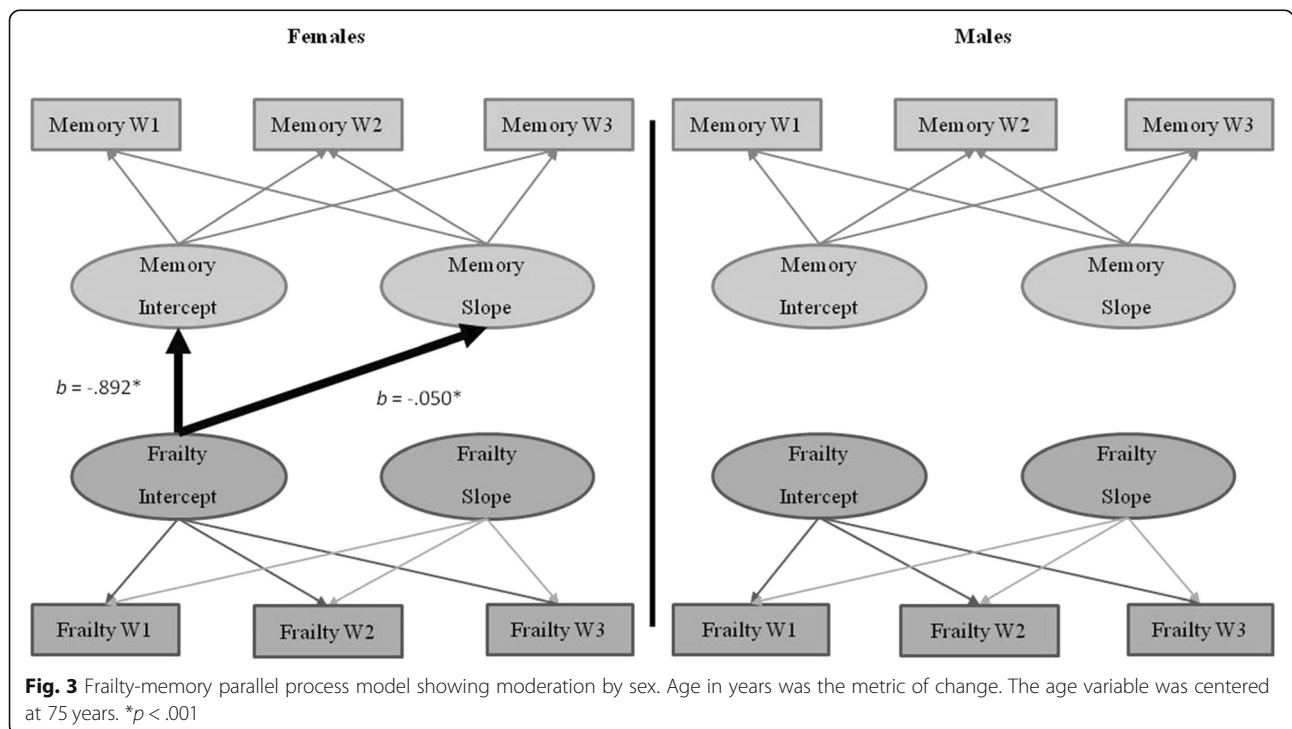 Females
Males
Memory W1
Memory W2
Memory W3
Memory W1
Memory W2
Memory W3
Memory
Intercept
Memory
Slope
Memory
Intercept
Memory
Slope
b = -.892*
b = -.050*
Frailty
Intercept
Frailty
Slope
Frailty
Intercept
Frailty
Slope
Frailty W1
Frailty W2
Frailty W3
Frailty W1
Frailty W2
Frailty W3
Fig. 3 Frailty-memory parallel process model showing moderation by sex. Age in years was the metric of change. The age variable was centered
at 75 years. *p < .001